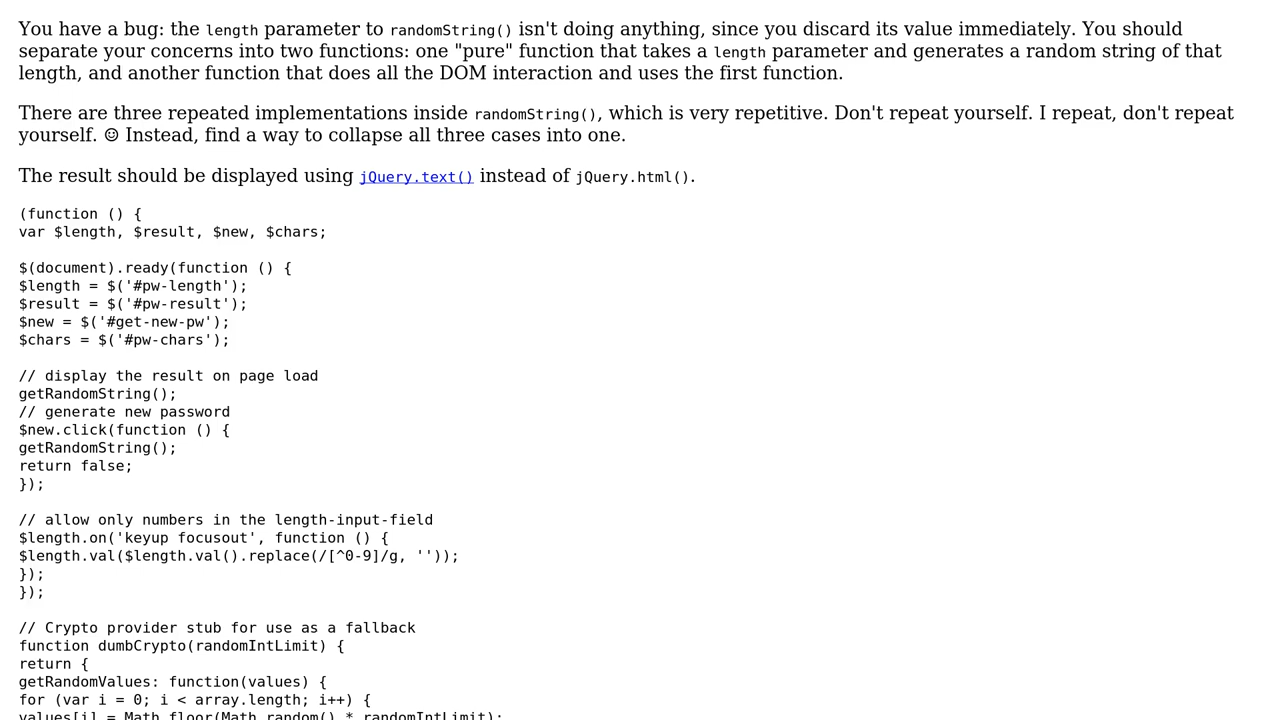 You have a bug: the length parameter to randomString() isn't doing anything, since you discard its value immediately. You should
separate your concerns into two functions: one "pure" function that takes a length parameter and generates a random string of that
length, and another function that does all the DOM interaction and uses the first function.
There are three repeated implementations inside randomString(), which is very repetitive. Don't repeat yourself. I repeat, don't repeat
yourself. ☺ Instead, find a way to collapse all three cases into one.
The result should be displayed using jQuery.text() instead of jQuery.html().
(function () {
var $length, $result, $new, $chars;
$(document).ready(function () {
$length = $('#pw-length');
$result = $('#pw-result');
$new = $('#get-new-pw');
$chars = $('#pw-chars');
// display the result on page load
getRandomString();
// generate new password
$new.click(function () {
getRandomString();
return false;
});
// allow only numbers in the length-input-field
$length.on('keyup focusout', function () {
$length.val($length.val().replace(/[^0-9]/g, ''));
});
});
// Crypto provider stub for use as a fallback
function dumbCrypto(randomIntLimit) {
return {
getRandomValues: function(values) {
for (var i = 0; i < array.length; i++) {
values[i] = Math.floor(Math.random() * randomIntLimit);